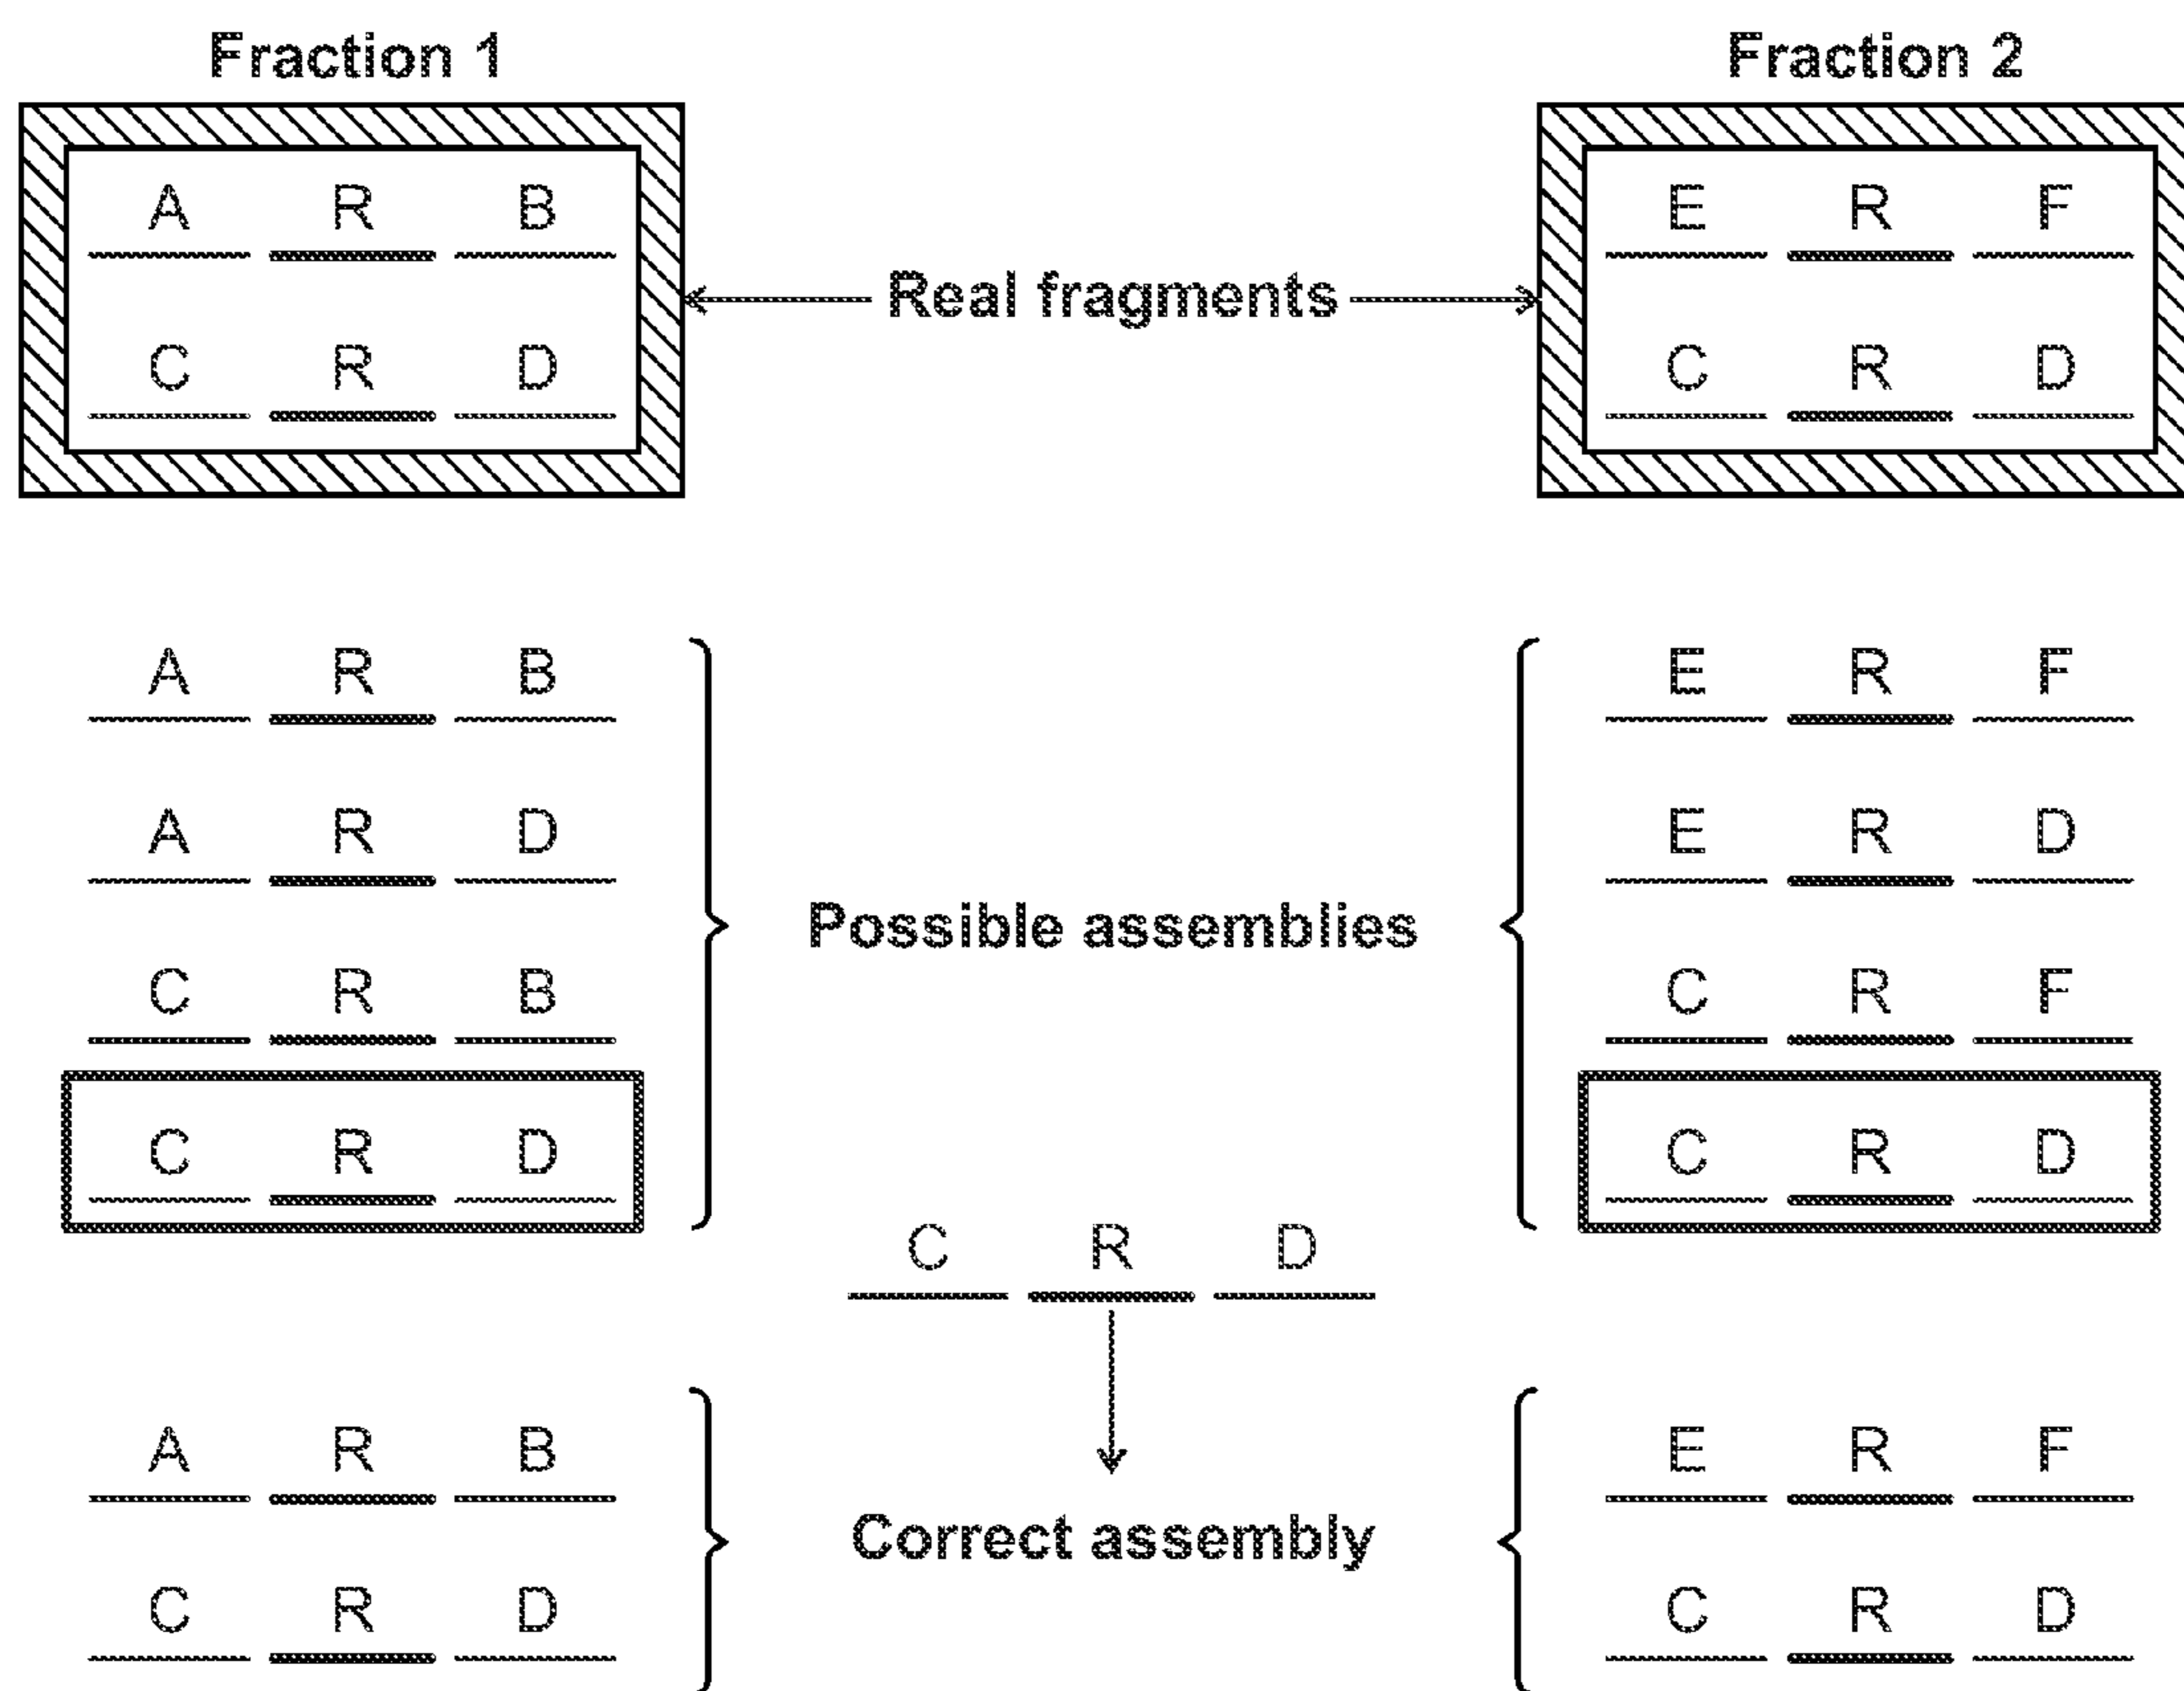 Fraction 1 Fraction 2
A R B E R F
Real fragments
C R D C R D
A R B E R F
A R D E R D
Possible assemblies
C R B C R F
C R D C R D
C R D
A R B E R F
Correct assembly
C R D C R D